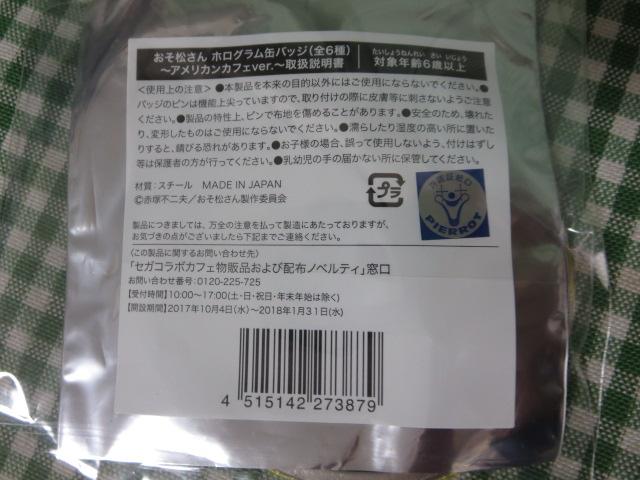 おそ松さん ホログラム缶バッジ(全6種)
～アメリカンカフェver.～取扱説明書
たいしょうねんれい さい いじょう
対象年齢6歳以上
<使用上の注意> ●本製品を本来の目的以外にはご使用にならないでください。●
バッジのピンは機能上尖っていますので、取り付けの際に皮膚等に刺さないようご注意
ください。●製品の特性上、ピンで布地を傷めることがあります。●安全のため、壊れた
り、変形したものはご使用にならないでください。●濡らしたり湿度の高い所に置いた
りすると、錆びる恐れがあります。●お子様の場合、誤って使用しないよう、付けはずし
等は保護者の方が行ってください。●乳幼児の手の届かない所に保管してください。
材質:スチール MADE IN JAPAN
©赤塚不二夫/おそ松さん製作委員会
プラ
PIERROT
製品につきましては、万全の注意を払って製造にあたっておりますが、
お気づきの点がございましたら下記までご連絡ください。
(この製品に関するお問い合わせ先)
「セガコラボカフェ物販品および配布ノベルティ」窓口
お問い合わせ番号:0120-225-725
【受付時間】10:00～17:00(土・日・祝日・年末年始は除く)
【開設期間】2017年10月4日(水)～2018年1月31日(水)
4 515142 273879